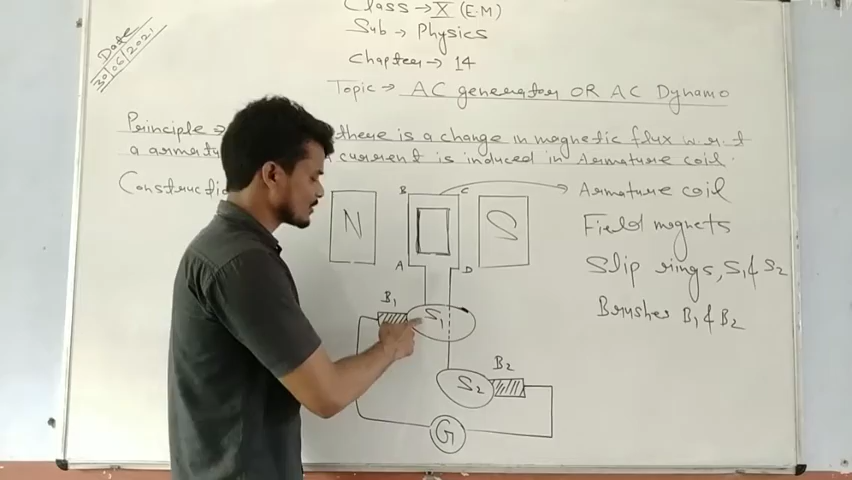 Class → X (E.M)
Sub → Physics
Chapter → 14
Date
30/06/2021
Topic → AC generator OR AC Dynamo
Principle → there is a change in magnetic flux w.r.t
a armatu current is induced in Armature coil.
Constructio
B C
N S
A D
Armature coil
Field magnets
Slip rings, S1 & S2
Brushes B1 & B2
B1
S1
B2
S2
G